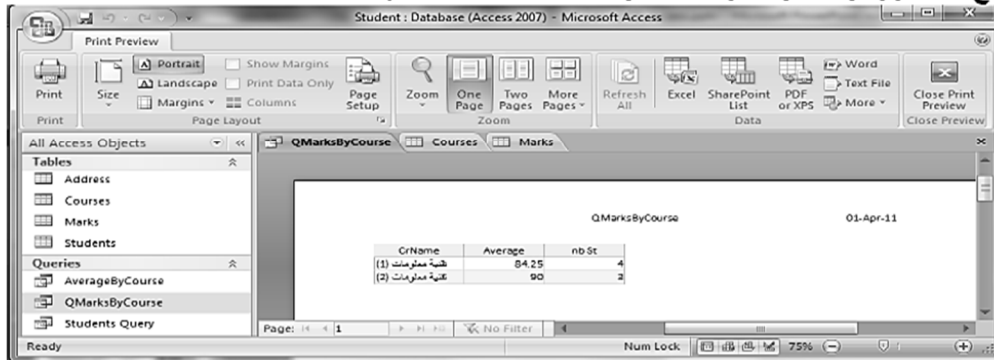 Student : Database (Access 2007) - Microsoft Access
Print Preview
Print
Size
Portrait
Landscape
Margins
Show Margins
Print Data Only
Columns
Page Setup
Zoom
One Page
Two Pages
More Pages
Refresh All
Excel
SharePoint List
PDF or XPS
Word
Text File
More
Close Print Preview
Print
Page Layout
Zoom
Data
Close Preview
All Access Objects
QMarksByCourse
Courses
Marks
Tables
Address
Courses
Marks
Students
Queries
AverageByCourse
QMarksByCourse
Students Query
QMarksByCourse 01-Apr-11
CrName Average nb St
تقنية معلومات (1) 84.25 4
تقنية معلومات (2) 90
Page: 1 No Filter
Ready Num Lock 75%